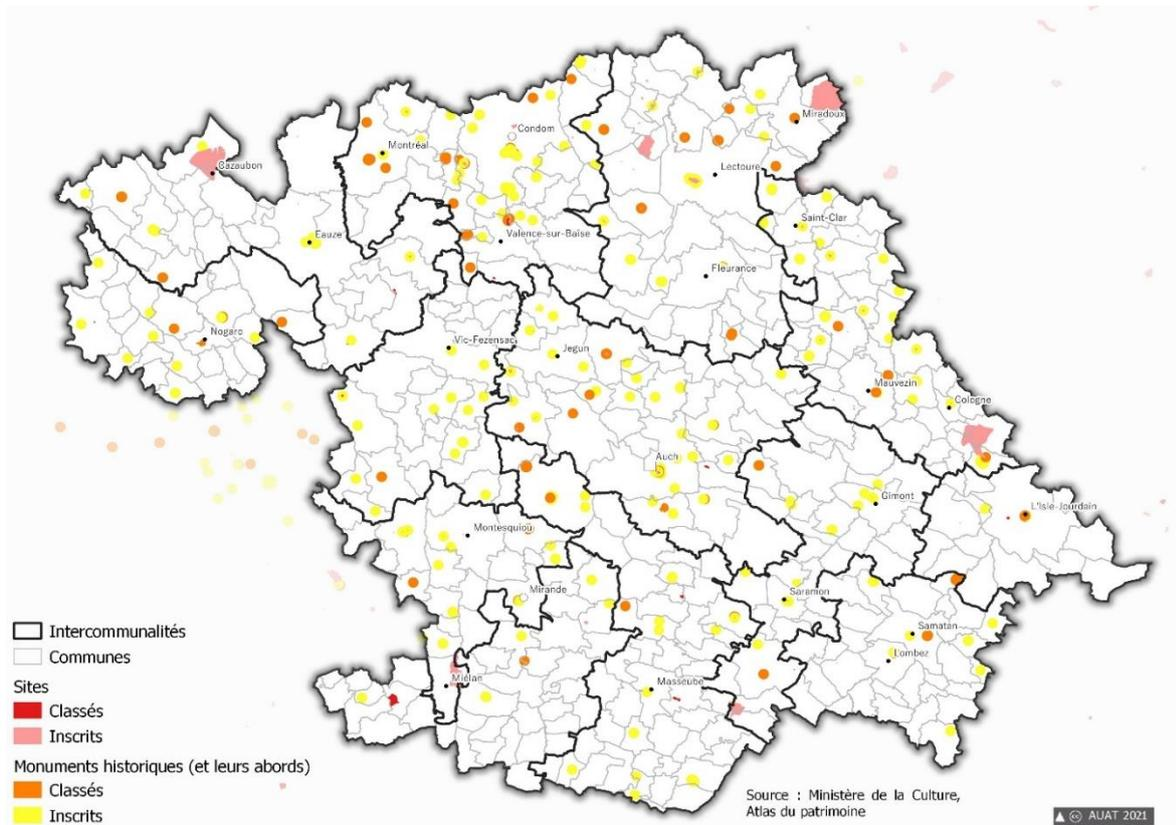 Miradoux
Condom
Montréal
Cazaubon
Lectoure
Saint-Clar
Eauze
Valence-sur-Baïse
Fleurance
Nogaro
Vic-Fezensac
Jegun
Mauvezin
Cologne
Auch
Gimont
L'Isle-Jourdain
Montesquiou
Mirande
Saramon
Samatan
Lombez
Miélan
Masseube
Intercommunalités
Communes
Sites
Classés
Inscrits
Monuments historiques (et leurs abords)
Classés
Inscrits
Source : Ministère de la Culture,
Atlas du patrimoine
AUAT 2021